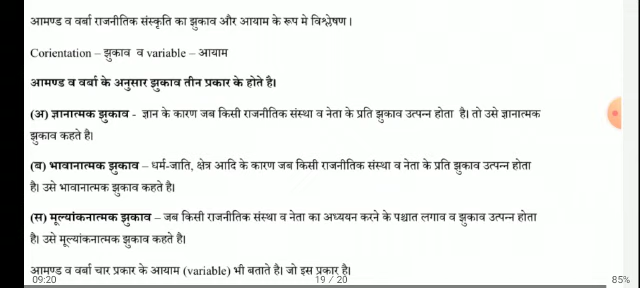 आमण्ड व वर्बा राजनीतिक संस्कृति का झुकाव और आयाम के रूप मे विश्लेषण।
Corientation – झुकाव व variable – आयाम
आमण्ड व वर्बा के अनुसार झुकाव तीन प्रकार के होते है।
(अ) ज्ञानात्मक झुकाव - ज्ञान के कारण जब किसी राजनीतिक संस्था व नेता के प्रति झुकाव उत्पन्न होता है। तो उसे ज्ञानात्मक
झुकाव कहते है।
(ब) भावानात्मक झुकाव – धर्म-जाति, क्षेत्र आदि के कारण जब किसी राजनीतिक संस्था व नेता के प्रति झुकाव उत्पन्न होता
है। उसे भावानात्मक झुकाव कहते है।
(स) मूल्यांकनात्मक झुकाव – जब किसी राजनीतिक संस्था व नेता का अध्ययन करने के पश्चात लगाव व झुकाव उत्पन्न होता
है। उसे मूल्यांकनात्मक झुकाव कहते है।
आमण्ड व वर्बा चार प्रकार के आयाम (variable) भी बताते है। जो इस प्रकार है।
09:20 19 / 20 85%